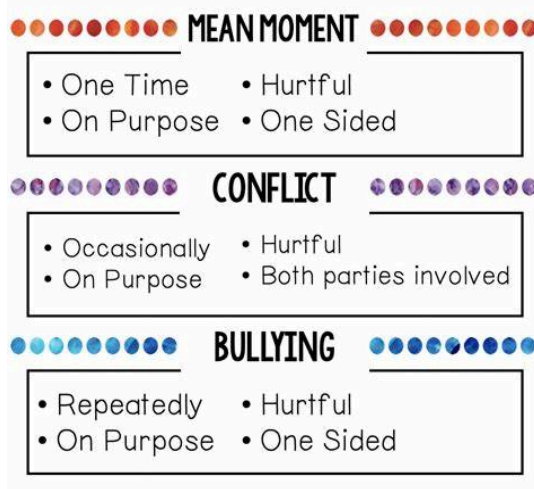 MEAN MOMENT
• One Time • Hurtful
• On Purpose • One Sided
CONFLICT
• Occasionally • Hurtful
• On Purpose • Both parties involved
BULLYING
• Repeatedly • Hurtful
• On Purpose • One Sided